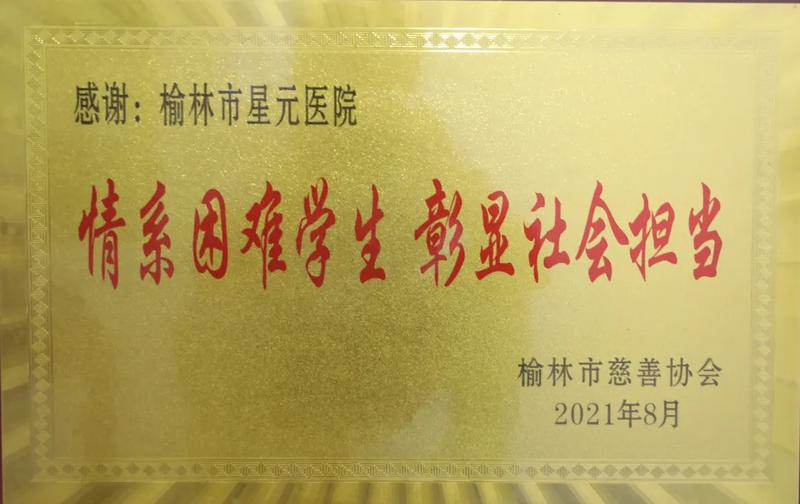 感谢：榆林市星元医院
情系困难学生 彰显社会担当
榆林市慈善协会
2021年8月